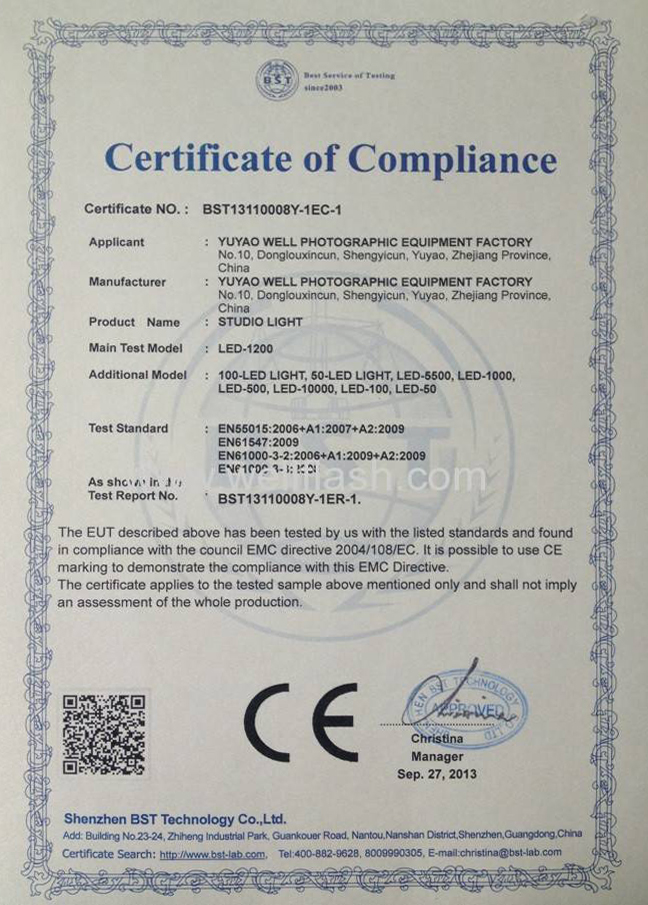 BST
Best Service of Testing
since2003
Certificate of Compliance
Certificate NO. : BST13110008Y-1EC-1
Applicant : YUYAO WELL PHOTOGRAPHIC EQUIPMENT FACTORY
No.10, Donglouxincun, Shengyicun, Yuyao, Zhejiang Province,
China
Manufacturer : YUYAO WELL PHOTOGRAPHIC EQUIPMENT FACTORY
No.10, Donglouxincun, Shengyicun, Yuyao, Zhejiang Province,
China
Product Name : STUDIO LIGHT
Main Test Model : LED-1200
Additional Model : 100-LED LIGHT, 50-LED LIGHT, LED-5500, LED-1000,
LED-500, LED-10000, LED-100, LED-50
Test Standard : EN55015:2006+A1:2007+A2:2009
EN61547:2009
EN61000-3-2:2006+A1:2009+A2:2009
As shown in the
Test Report No. : BST13110008Y-1ER-1.
The EUT described above has been tested by us with the listed standards and found
in compliance with the council EMC directive 2004/108/EC. It is possible to use CE
marking to demonstrate the compliance with this EMC Directive.
The certificate applies to the tested sample above mentioned only and shall not imply
an assessment of the whole production.
CE
APPROVED
Christina
Manager
Sep. 27, 2013
Shenzhen BST Technology Co.,Ltd.
Add: Building No.23-24, Zhiheng Industrial Park, Guankouer Road, Nantou,Nanshan District,Shenzhen,Guangdong,China
Certificate Search: http://www.bst-lab.com, Tel:400-882-9628, 8009990305, E-mail:christina@bst-lab.com